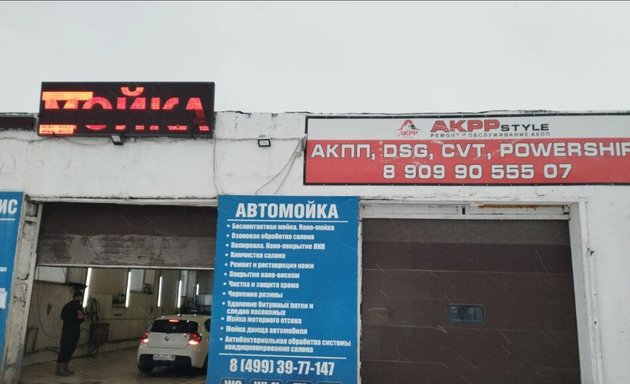 МОЙКА
AKPP STYLE
AKPP
РЕМОНТ И ОБСЛУЖИВАНИЕ АКПП
АКПП, DSG, CVT, POWERSHIF
8 909 90 555 07
ИС
АВТОМОЙКА
• Бесконтактная мойка. Нано-мойка
• Озоновая обработка салона
• Полировка. Нано-покрытие ЛКП
• Химчистка салона
• Ремонт и реставрация кожи
• Покрытие нано-воском
• Чистка и защита хрома
• Чернение резины
• Удаление битумных пятен и
следов насекомых
• Мойка моторного отсека
• Мойка днища автомобиля
• Антибактериальная обработка системы
кондиционирования салона
8 (499) 39-77-147